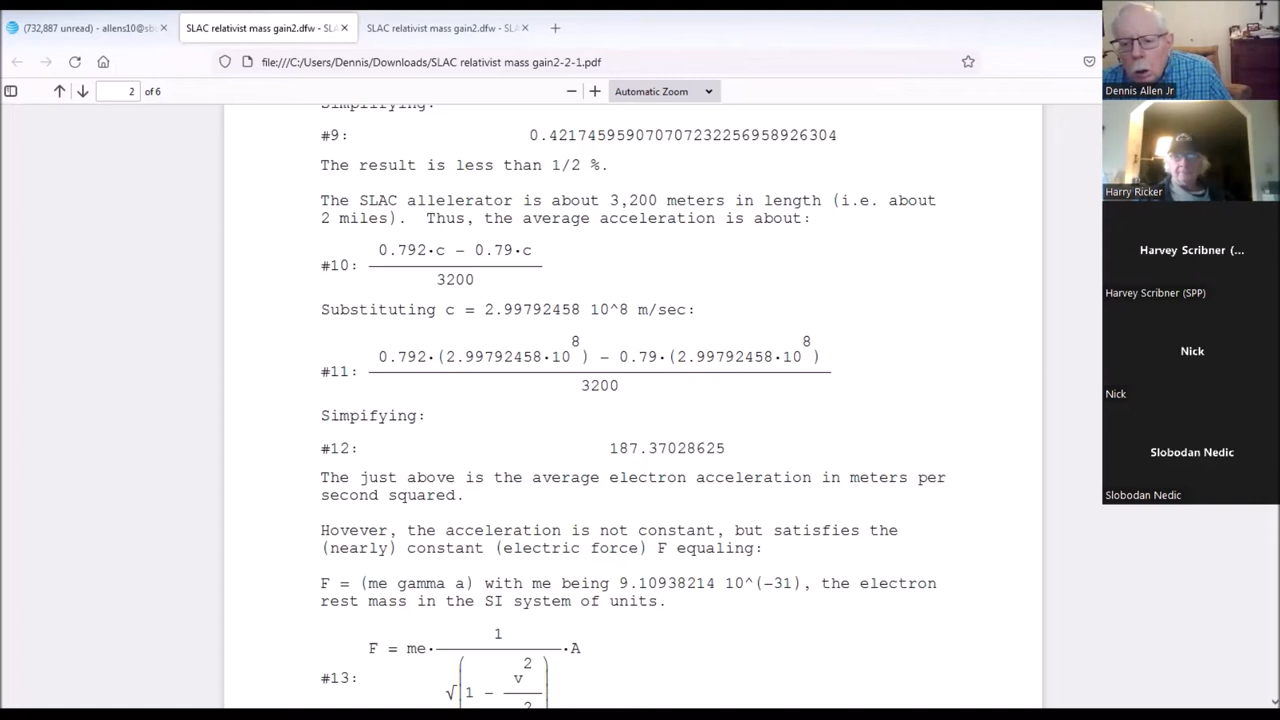 (732,887 unread) - allens10@sb
SLAC relativist mass gain2.dfw - SL
SLAC relativist mass gain2.dfw - SLA
file:///C:/Users/Dennis/Downloads/SLAC relativist mass gain2-2-1.pdf
2 of 6
Automatic Zoom
Simplifying:
#9: 0.421745959070707232256958926304
The result is less than 1/2 %.
The SLAC allelerator is about 3,200 meters in length (i.e. about
2 miles). Thus, the average acceleration is about:
0.792·c - 0.79·c
#10:
3200
Substituting c = 2.99792458 10^8 m/sec:
8 8
0.792·(2.99792458·10 ) - 0.79·(2.99792458·10 )
#11:
3200
Simpifying:
#12: 187.37028625
The just above is the average electron acceleration in meters per
second squared.
Hovever, the acceleration is not constant, but satisfies the
(nearly) constant (electric force) F equaling:
F = (me gamma a) with me being 9.10938214 10^(-31), the electron
rest mass in the SI system of units.
1
F = me· ·A
2
#13: v
√ 1 -
2
Dennis Allen Jr
Harry Ricker
Harvey Scribner (...
Harvey Scribner (SPP)
Nick
Nick
Slobodan Nedic
Slobodan Nedic